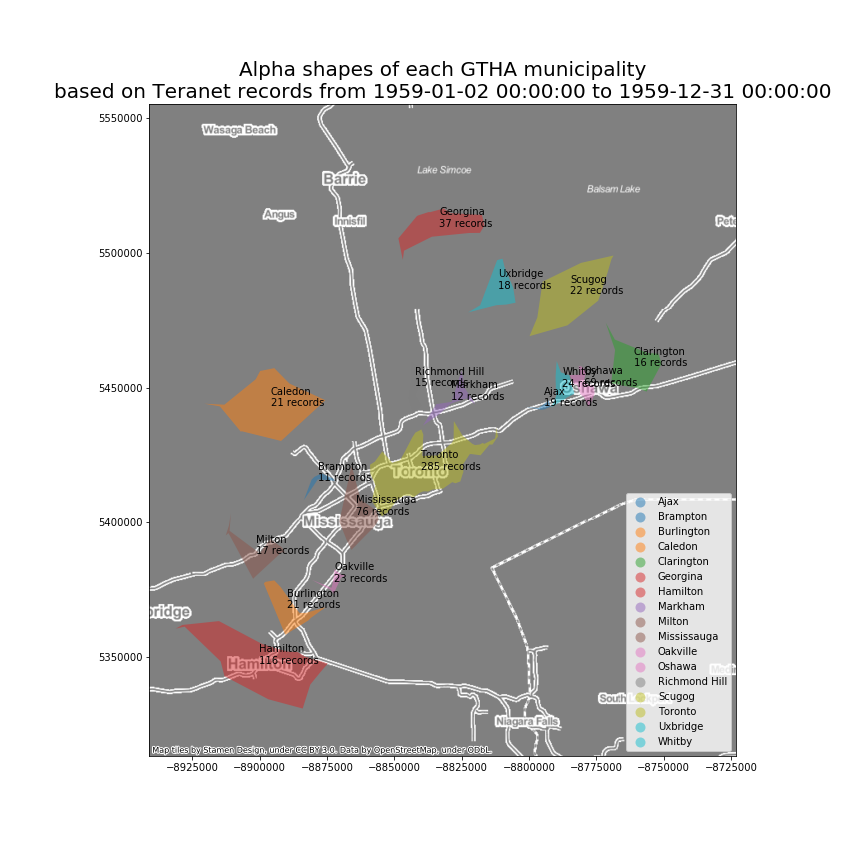 Alpha shapes of each GTHA municipality
based on Teranet records from 1959-01-02 00:00:00 to 1959-12-31 00:00:00
5550000
Wasaga Beach
Lake Simcoe
Barrie
Balsam Lake
Angus
Innisfil
Georgina
37 records
5500000
Uxbridge
18 records
Scugog
22 records
Clarington
16 records
Richmond Hill
15 records
Markham
12 records
Whitby
24 records
Oshawa
records
Oshawa
Ajax
19 records
5450000
Caledon
21 records
Toronto
285 records
Toronto
Brampton
11 records
Mississauga
76 records
Mississauga
5400000
Milton
17 records
Oakville
23 records
Burlington
21 records
Hamilton
116 records
Hamilton
5350000
Niagara Falls
Ajax
Brampton
Burlington
Caledon
Clarington
Georgina
Hamilton
Markham
Milton
Mississauga
Oakville
Oshawa
Richmond Hill
Scugog
Toronto
Uxbridge
Whitby
Map tiles by Stamen Design, under CC BY 3.0. Data by OpenStreetMap, under ODbL.
−8925000 −8900000 −8875000 −8850000 −8825000 −8800000 −8775000 −8750000 −8725000